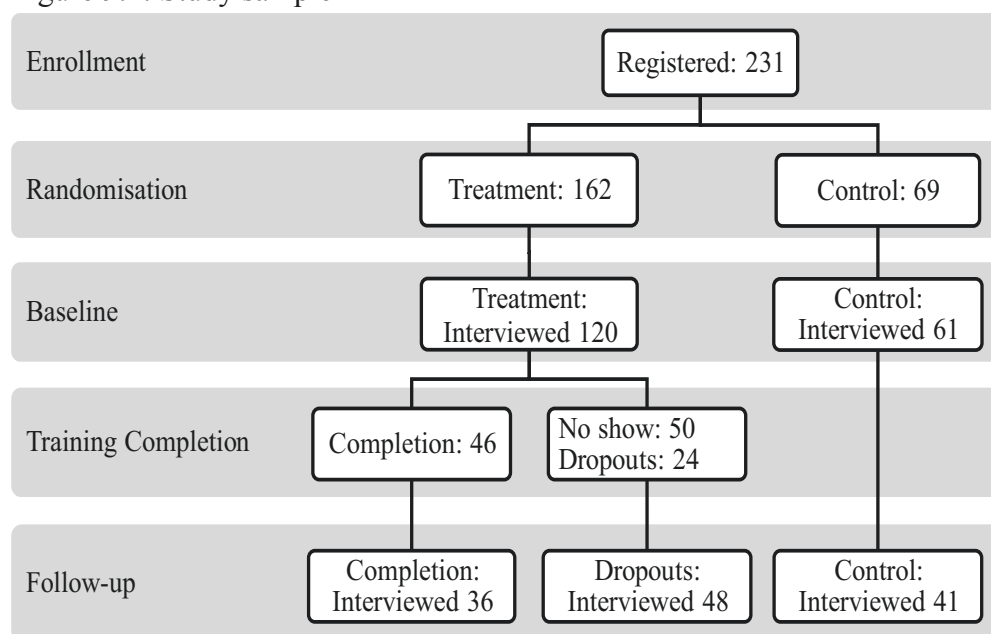 Enrollment
Registered: 231
Randomisation
Treatment: 162
Control: 69
Baseline
Treatment:
Interviewed 120
Control:
Interviewed 61
Training Completion
Completion: 46
No show: 50
Dropouts: 24
Follow-up
Completion:
Interviewed 36
Dropouts:
Interviewed 48
Control:
Interviewed 41